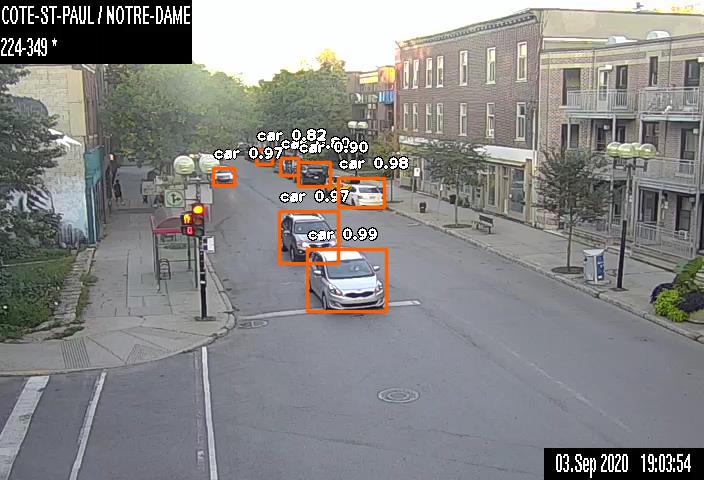 COTE-ST-PAUL / NOTRE-DAME
224-349 *
car 0.82
car 0.90
car 0.97
car 0.98
car 0.97
car 0.99
03.Sep 2020 19:03:54